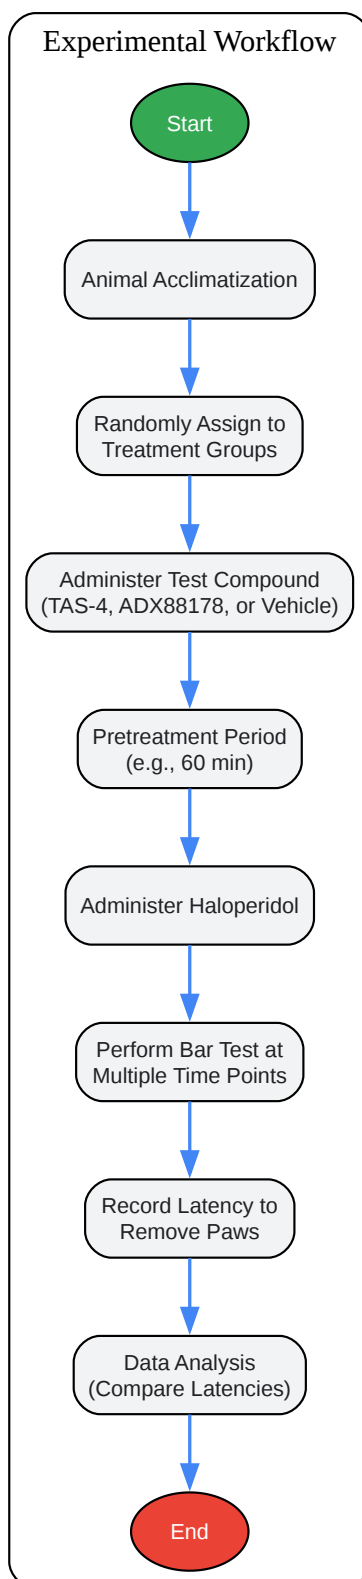 Experimental Workflow
Start
Animal Acclimatization
Randomly Assign to
Treatment Groups
Administer Test Compound
(TAS-4, ADX88178, or Vehicle)
Pretreatment Period
(e.g., 60 min)
Administer Haloperidol
Perform Bar Test at
Multiple Time Points
Record Latency to
Remove Paws
Data Analysis
(Compare Latencies)
End